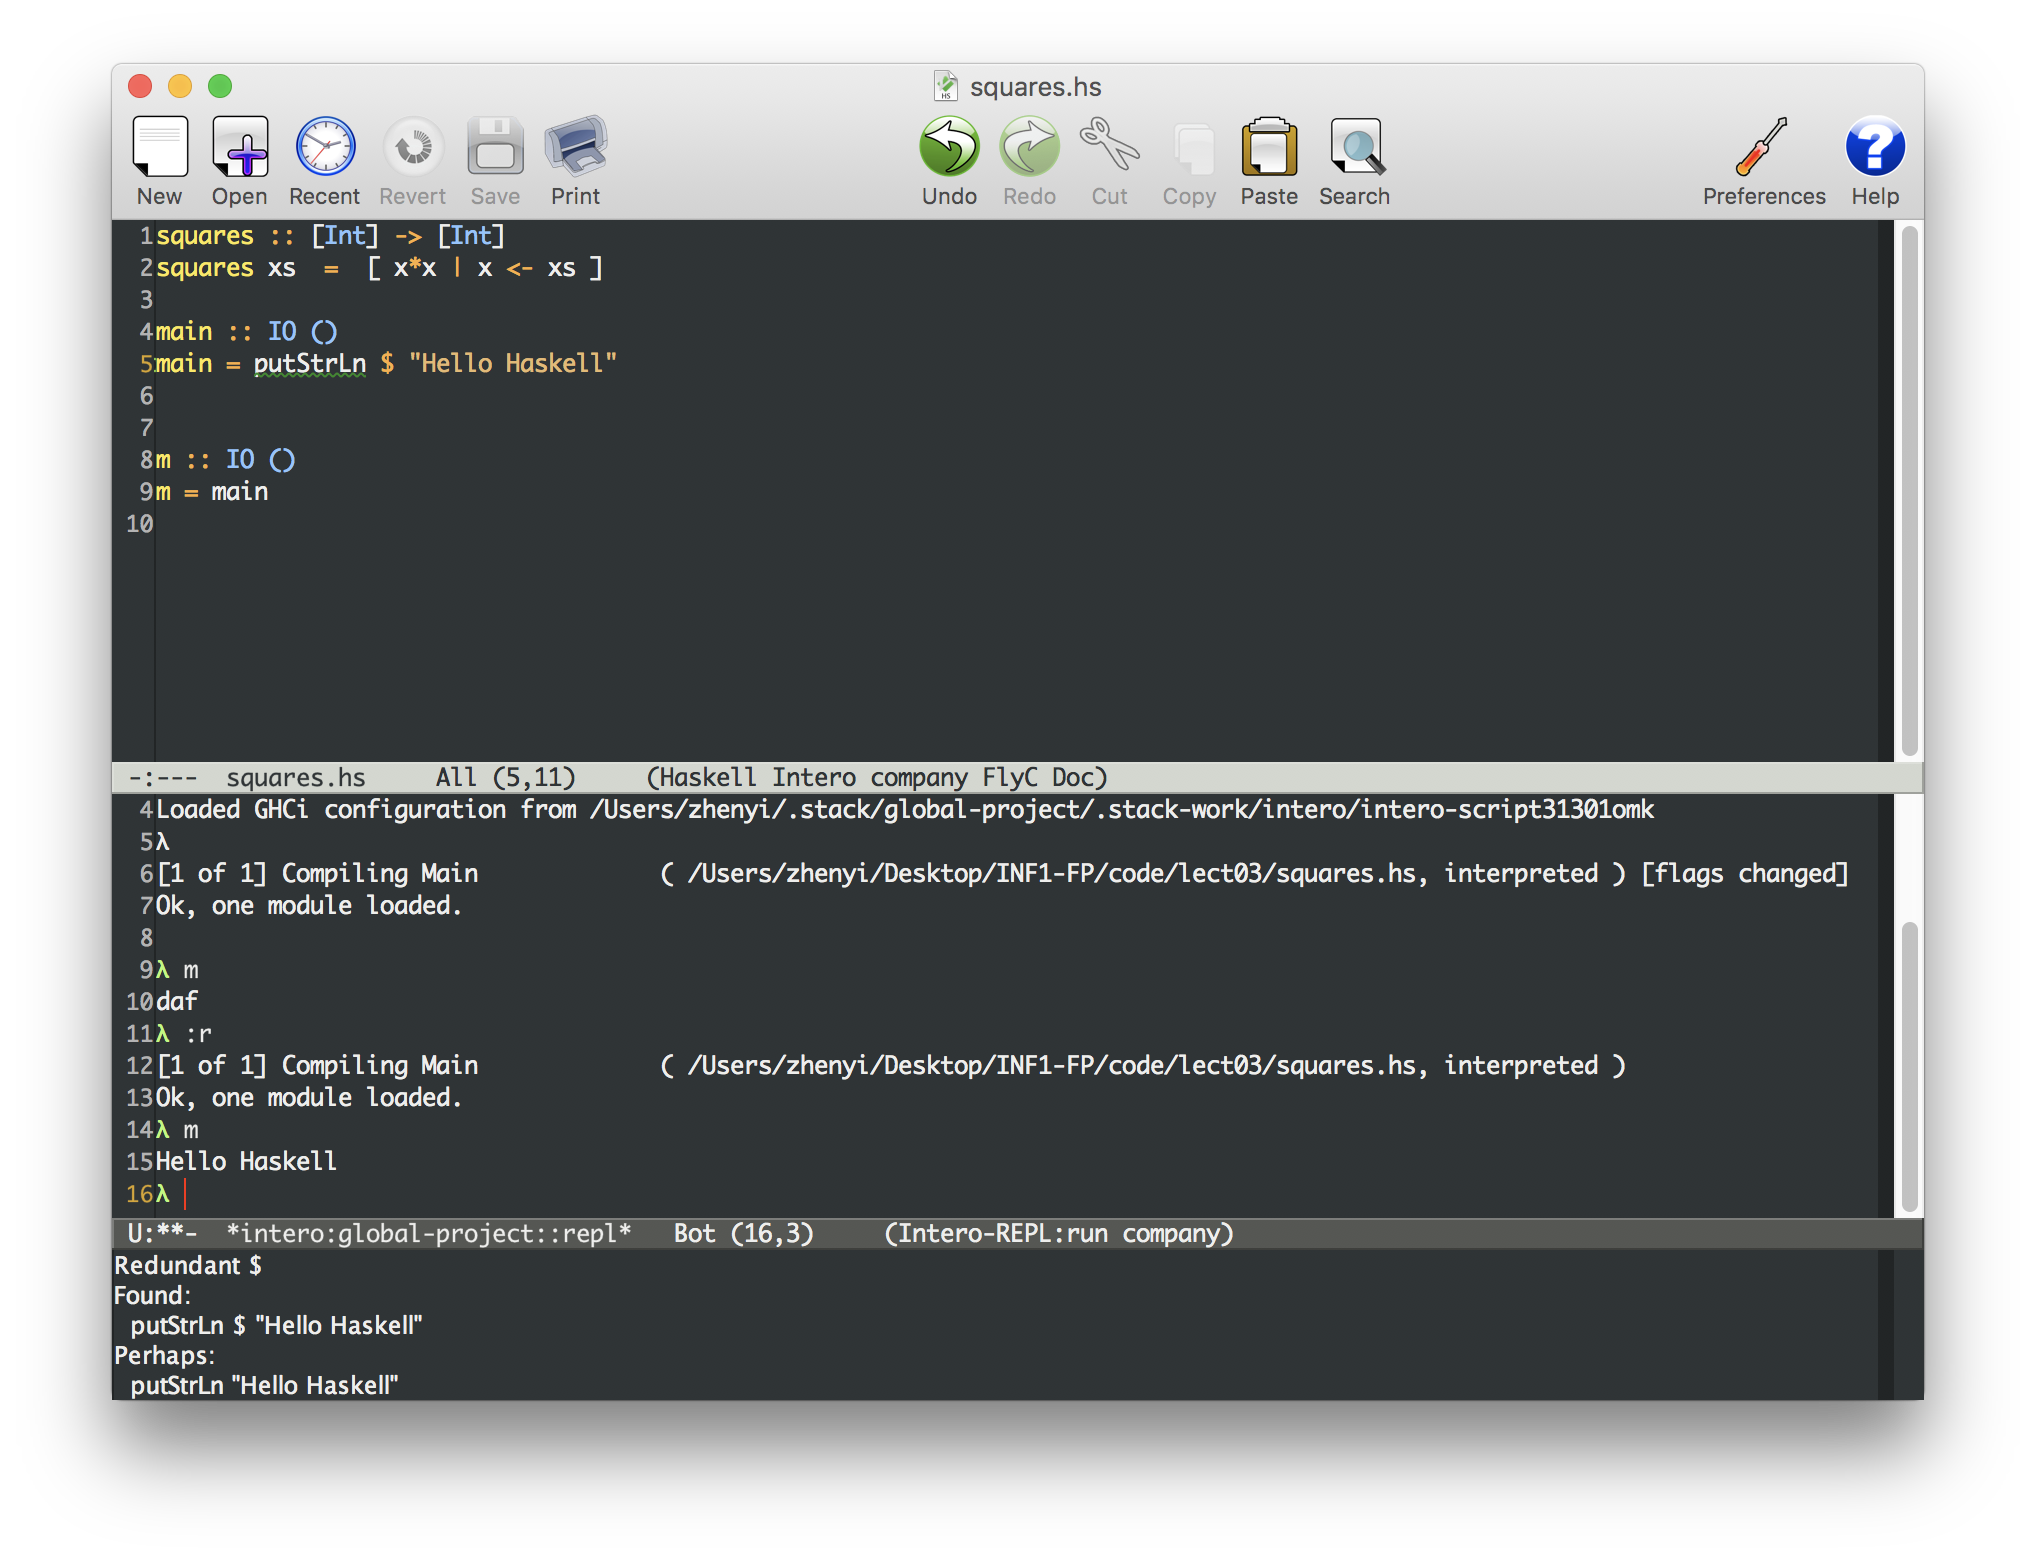 squares.hs
New Open Recent Revert Save Print Undo Redo Cut Copy Paste Search Preferences Help
1 squares :: [Int] -> [Int]
2 squares xs  =  [ x*x | x <- xs ]
3
4 main :: IO ()
5 main = putStrLn $ "Hello Haskell"
6
7
8 m :: IO ()
9 m = main
10
-:---  squares.hs     All (5,11)     (Haskell Intero company FlyC Doc)
4 Loaded GHCi configuration from /Users/zhenyi/.stack/global-project/.stack-work/intero/intero-script31301omk
5 λ
6 [1 of 1] Compiling Main             ( /Users/zhenyi/Desktop/INF1-FP/code/lect03/squares.hs, interpreted ) [flags changed]
7 Ok, one module loaded.
8
9 λ m
10 daf
11 λ :r
12 [1 of 1] Compiling Main             ( /Users/zhenyi/Desktop/INF1-FP/code/lect03/squares.hs, interpreted )
13 Ok, one module loaded.
14 λ m
15 Hello Haskell
16 λ
U:**-  *intero:global-project::repl*   Bot (16,3)     (Intero-REPL:run company)
Redundant $
Found:
  putStrLn $ "Hello Haskell"
Perhaps:
  putStrLn "Hello Haskell"